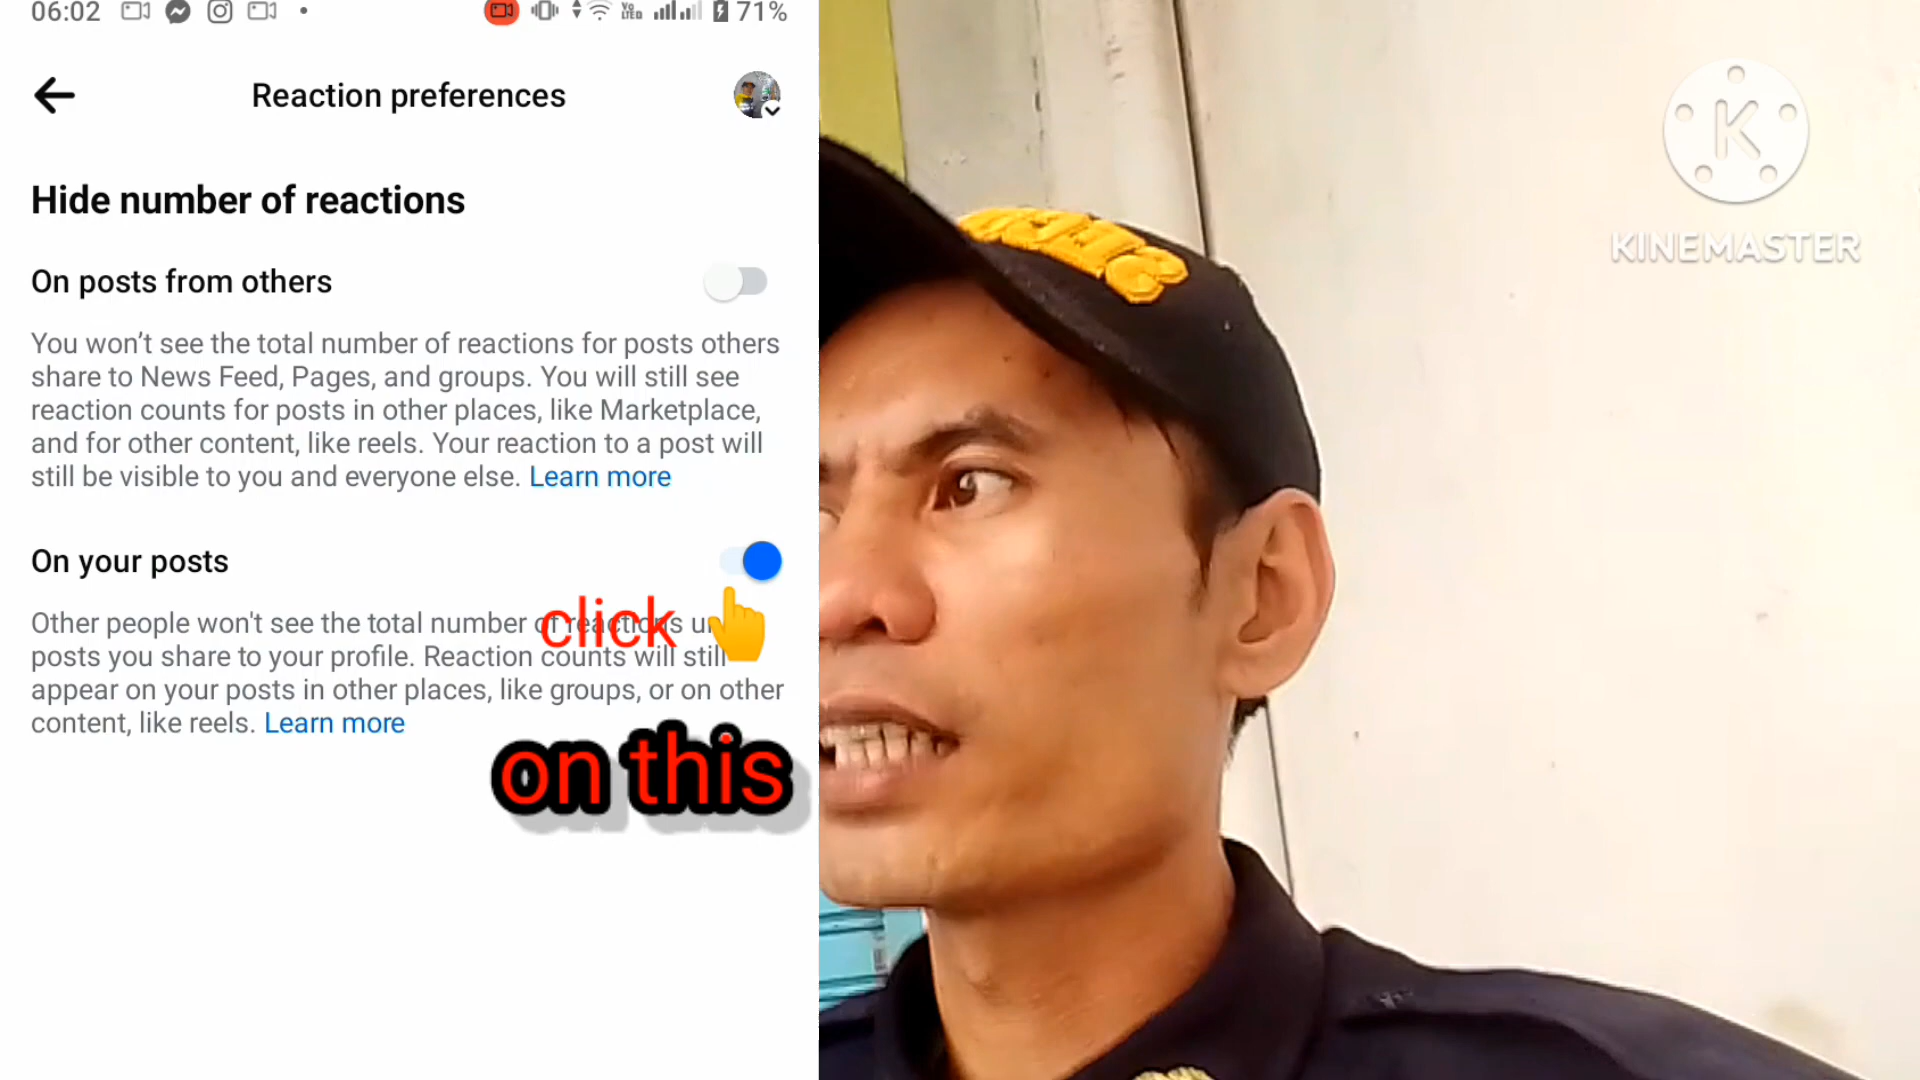 06:02
71%
Reaction preferences
Hide number of reactions
On posts from others
You won’t see the total number of reactions for posts others
share to News Feed, Pages, and groups. You will still see
reaction counts for posts in other places, like Marketplace,
and for other content, like reels. Your reaction to a post will
still be visible to you and everyone else. Learn more
On your posts
Other people won't see the total number of reactions
click
posts you share to your profile. Reaction counts will still
appear on your posts in other places, like groups, or on other
content, like reels. Learn more
on this
K
KINEMASTER